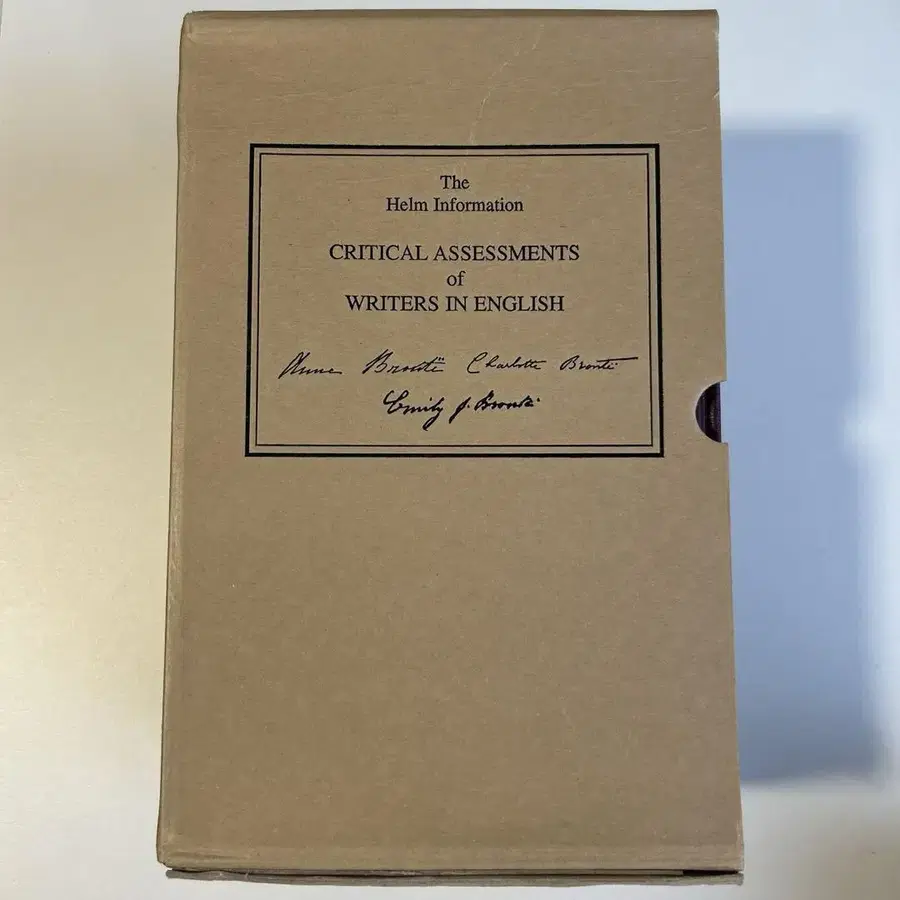 The
Helm Information
CRITICAL ASSESSMENTS
of
WRITERS IN ENGLISH
Anne Brontë Charlotte Brontë
Emily J. Brontë